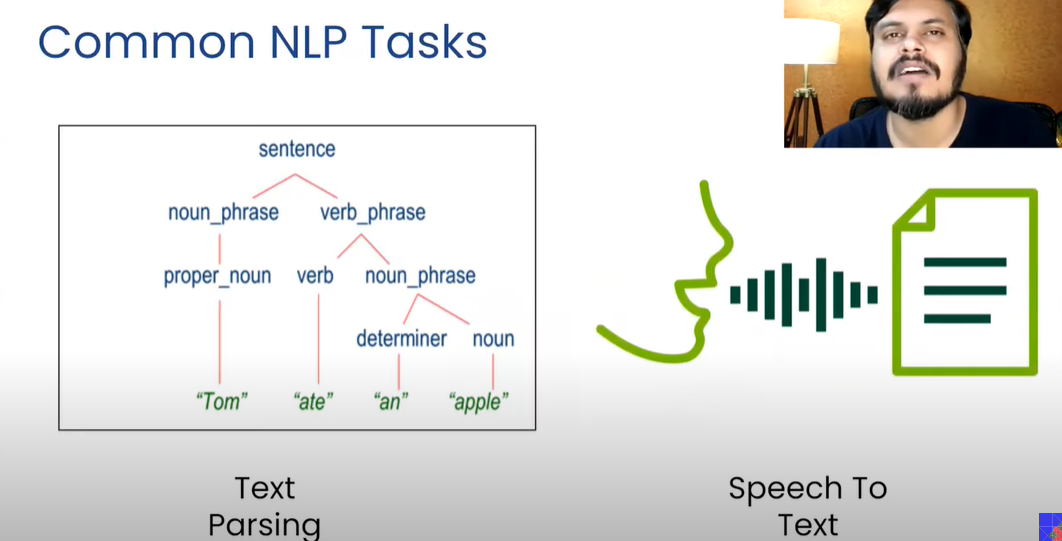 Common NLP Tasks
sentence
noun_phrase verb_phrase
proper_noun verb noun_phrase
determiner noun
“Tom” “ate” “an” “apple”
Text
Parsing
Speech To
Text